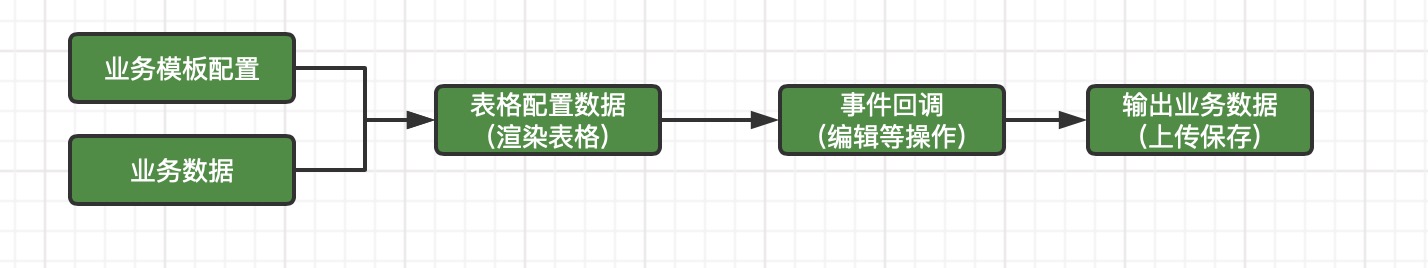 业务模板配置
业务数据
表格配置数据
（渲染表格）
事件回调
（编辑等操作）
输出业务数据
（上传保存）